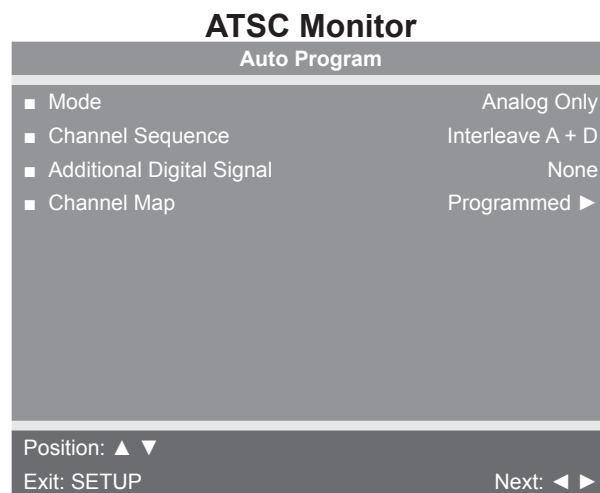 ATSC Monitor
Auto Program
■ Mode Analog Only
■ Channel Sequence Interleave A + D
■ Additional Digital Signal None
■ Channel Map Programmed ►
Position: ▲ ▼
Exit: SETUP Next: ◄ ►